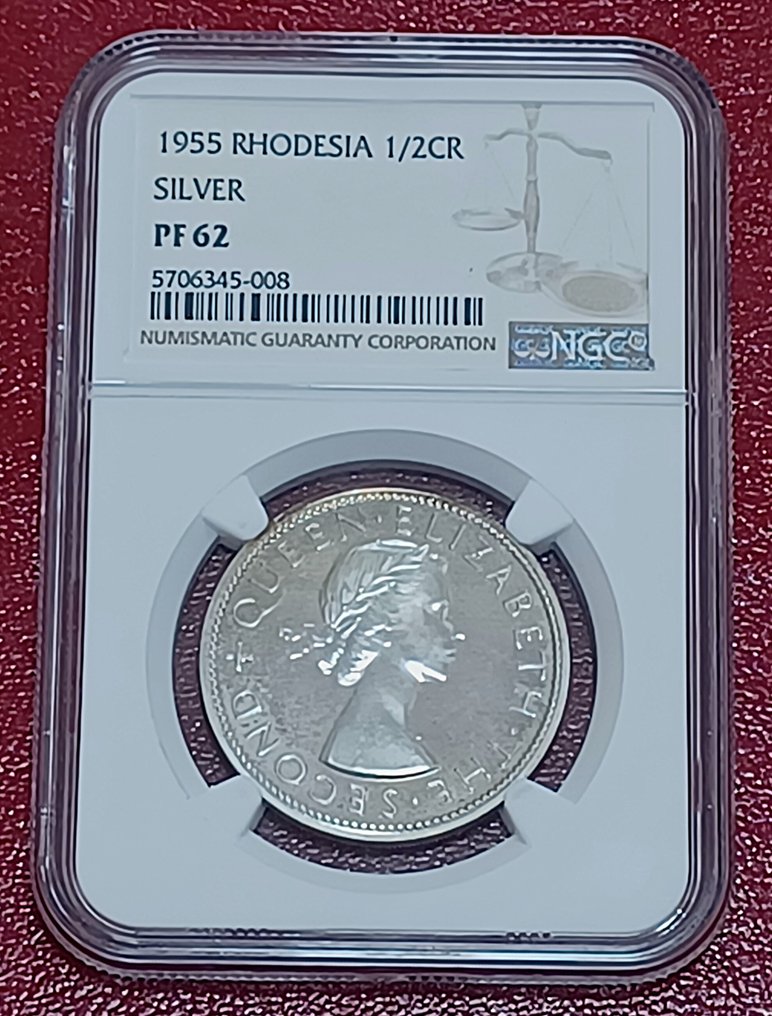 1955 RHODESIA 1/2CR
SILVER
PF 62
5706345-008
NUMISMATIC GUARANTY CORPORATION
NGC
QUEEN · ELIZABETH · THE · SECOND